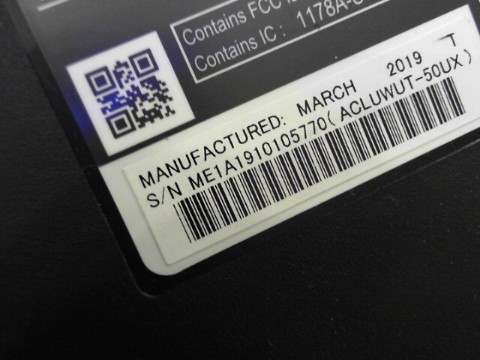 Contains FCC
Contains IC : 1178A-
MANUFACTURED: MARCH 2019 T
S/N ME1A1910105770(ACLUWUT-50UX)